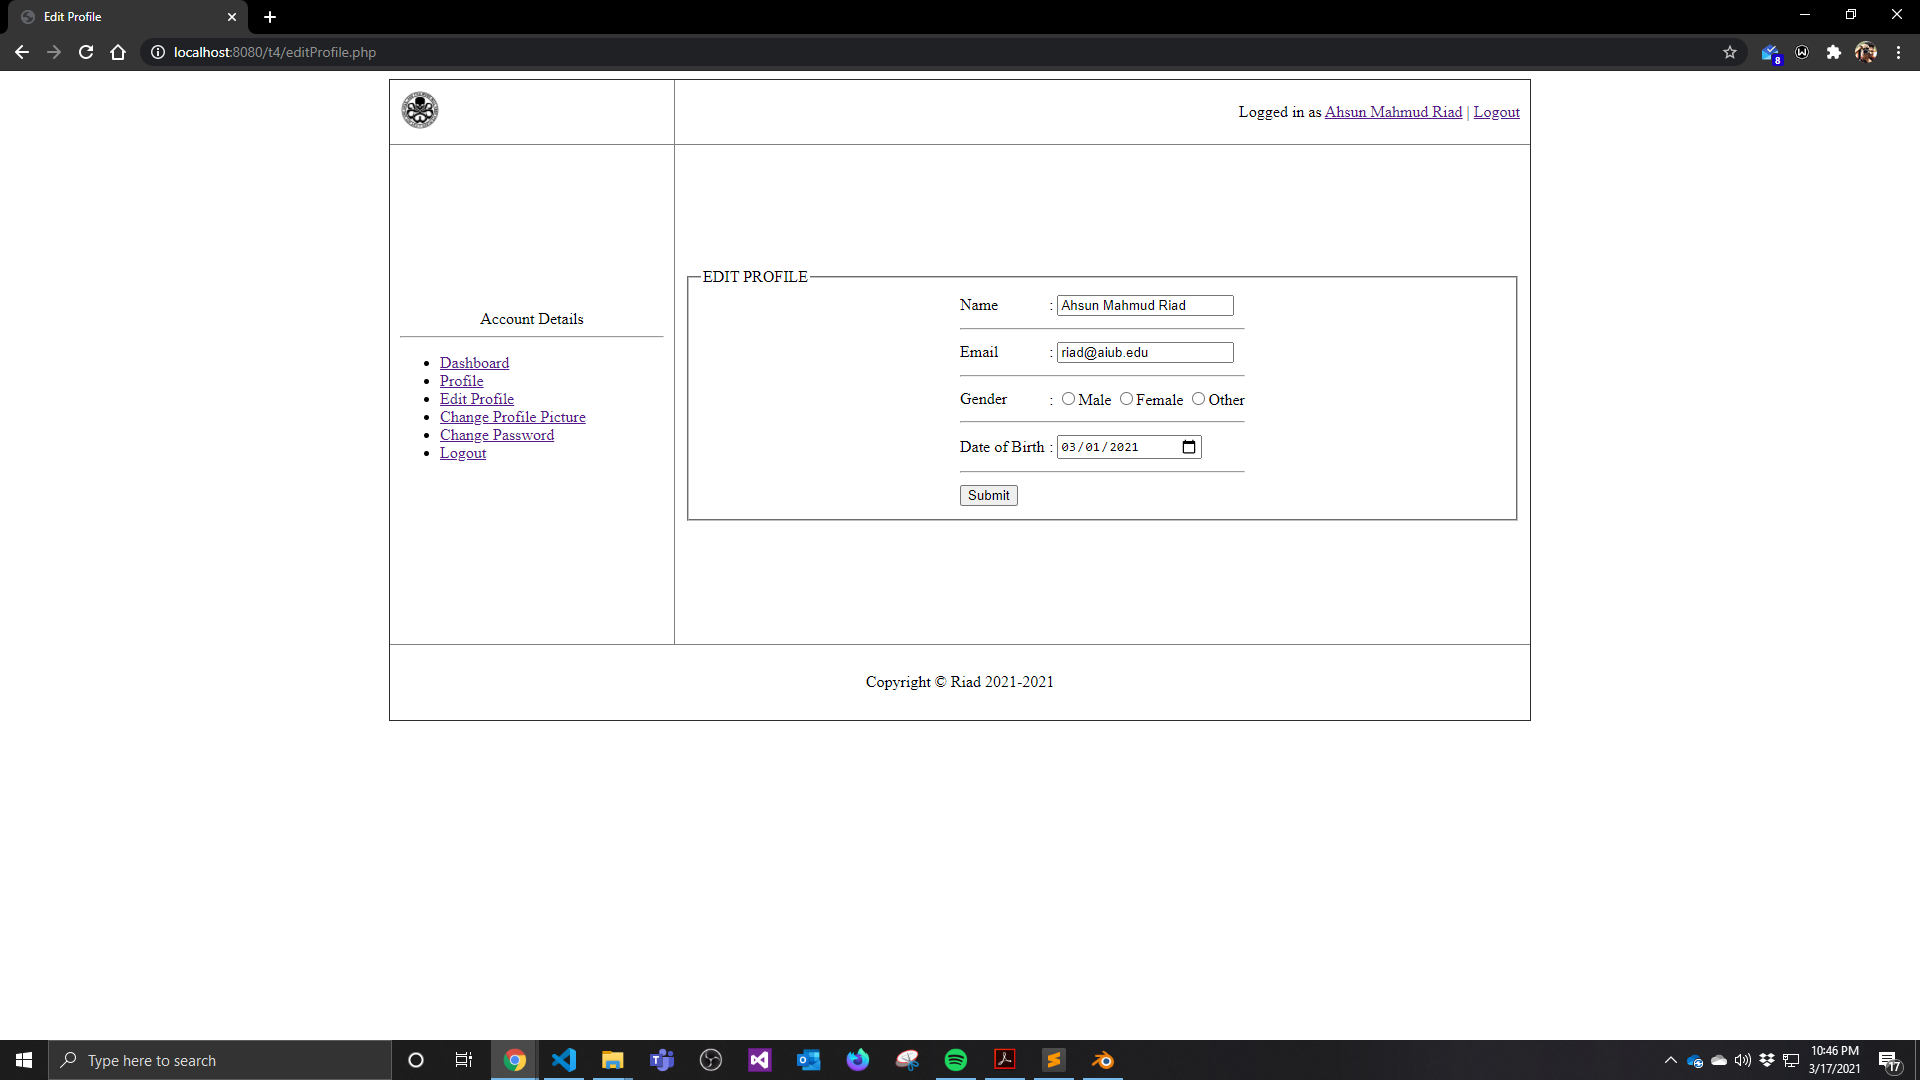 Edit Profile
localhost:8080/t4/editProfile.php
8
Logged in as Ahsun Mahmud Riad | Logout
Account Details
Dashboard
Profile
Edit Profile
Change Profile Picture
Change Password
Logout
EDIT PROFILE
Name : Ahsun Mahmud Riad
Email : riad@aiub.edu
Gender : Male Female Other
Date of Birth : 03/01/2021
Submit
Copyright © Riad 2021-2021
Type here to search
10:46 PM
3/17/2021
17